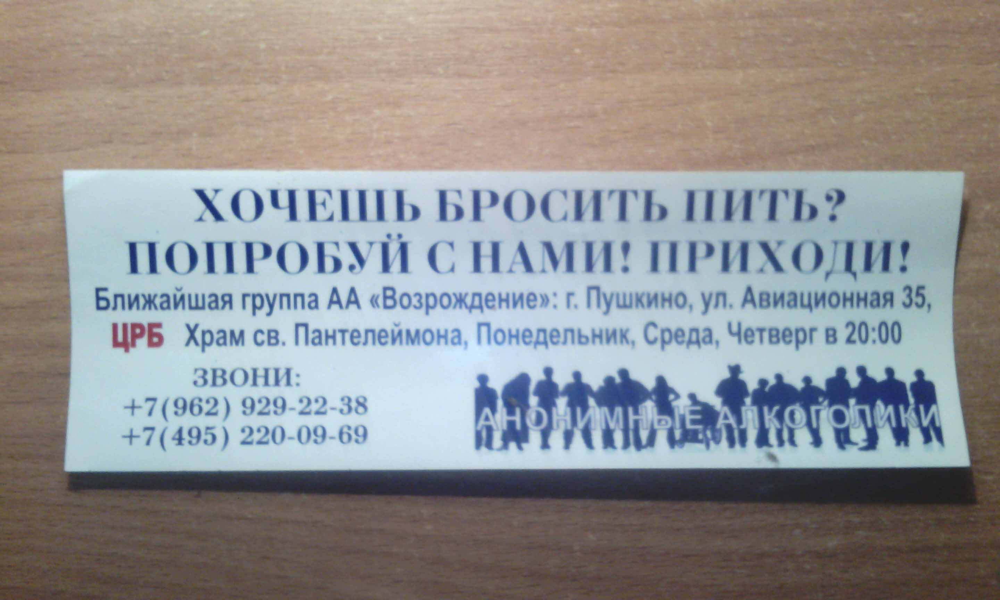 ХОЧЕШЬ БРОСИТЬ ПИТЬ?
ПОПРОБУЙ С НАМИ! ПРИХОДИ!
Ближайшая группа АА «Возрождение»: г. Пушкино, ул. Авиационная 35,
ЦРБ Храм св. Пантелеймона, Понедельник, Среда, Четверг в 20:00
ЗВОНИ:
+7(962) 929-22-38
+7(495) 220-09-69
АНОНИМНЫЕ АЛКОГОЛИКИ